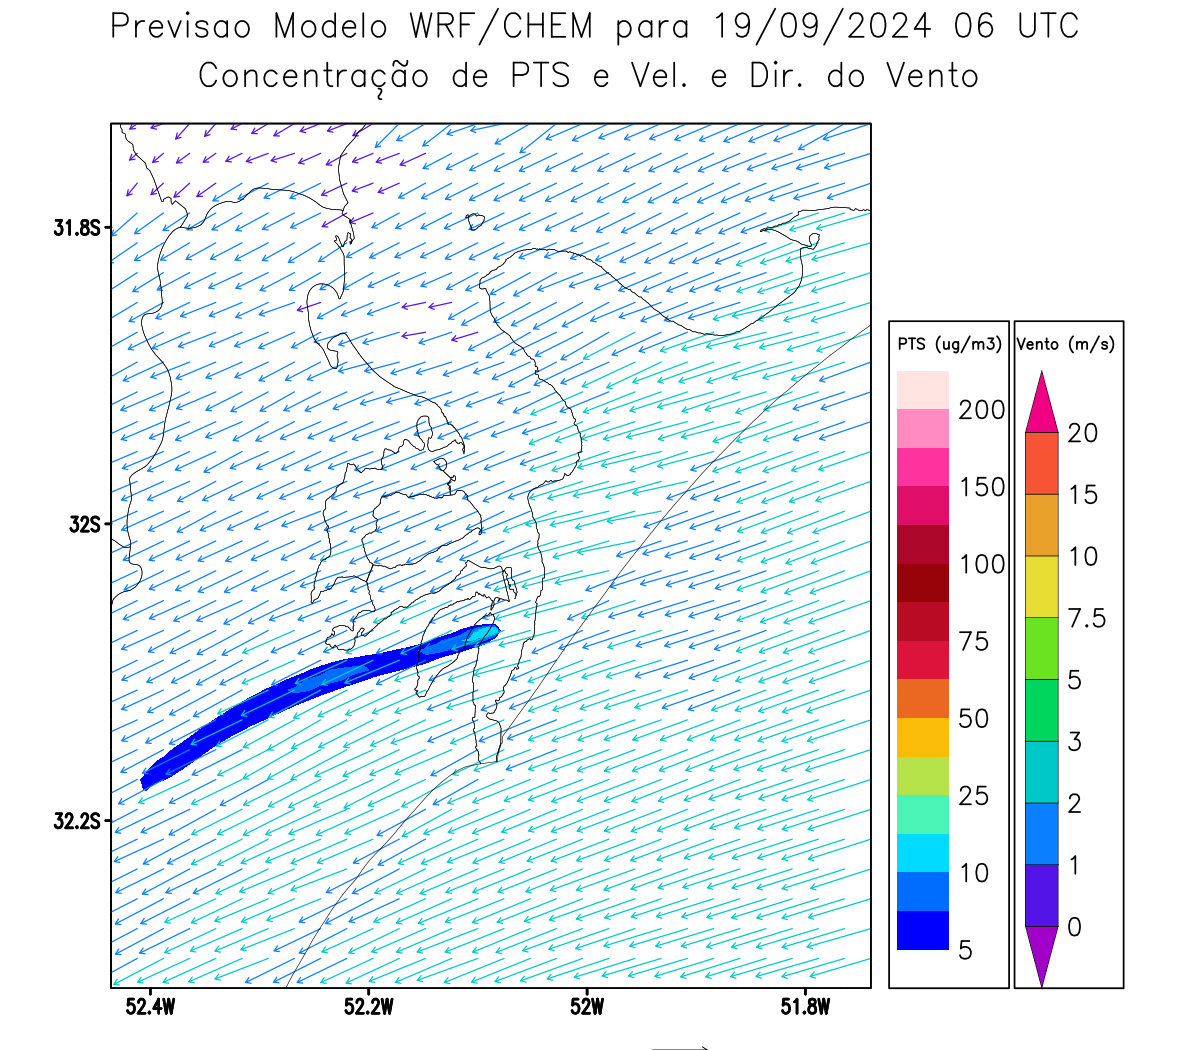 Previsao Modelo WRF/CHEM para 19/09/2024 06 UTC
Concentração de PTS e Vel. e Dir. do Vento
31.8S
32S
32.2S
52.4W 52.2W 52W 51.8W
PTS (ug/m3)
200
150
100
75
50
25
10
5
Vento (m/s)
20
15
10
7.5
5
3
2
1
0